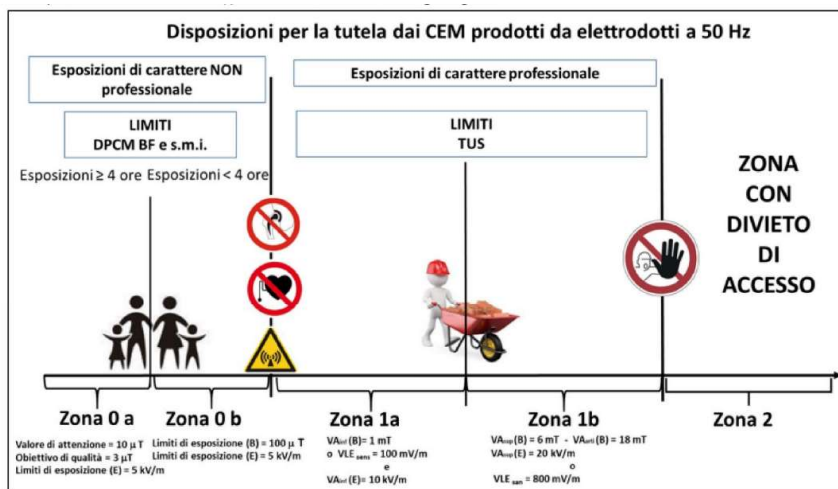 Disposizioni per la tutela dai CEM prodotti da elettrodotti a 50 Hz
Esposizioni di carattere NON
professionale
Esposizioni di carattere professionale
LIMITI
DPCM BF e s.m.i.
LIMITI
TUS
Esposizioni ≥ 4 ore
Esposizioni < 4 ore
ZONA
CON
DIVIETO
DI
ACCESSO
Zona 0 a
Zona 0 b
Zona 1a
Zona 1b
Zona 2
Valore di attenzione = 10 μ T
Obiettivo di qualità = 3 μT
Limiti di esposizione (E) = 5 kV/m
Limiti di esposizione (B) = 100 μ T
Limiti di esposizione (E) = 5 kV/m
VAinf (B)= 1 mT
o VLE sens = 100 mV/m
e
VAinf (E)= 10 kV/m
VAsup (B) = 6 mT - VAarti (B) = 18 mT
VAsup (E) = 20 kV/m
o
VLE san = 800 mV/m